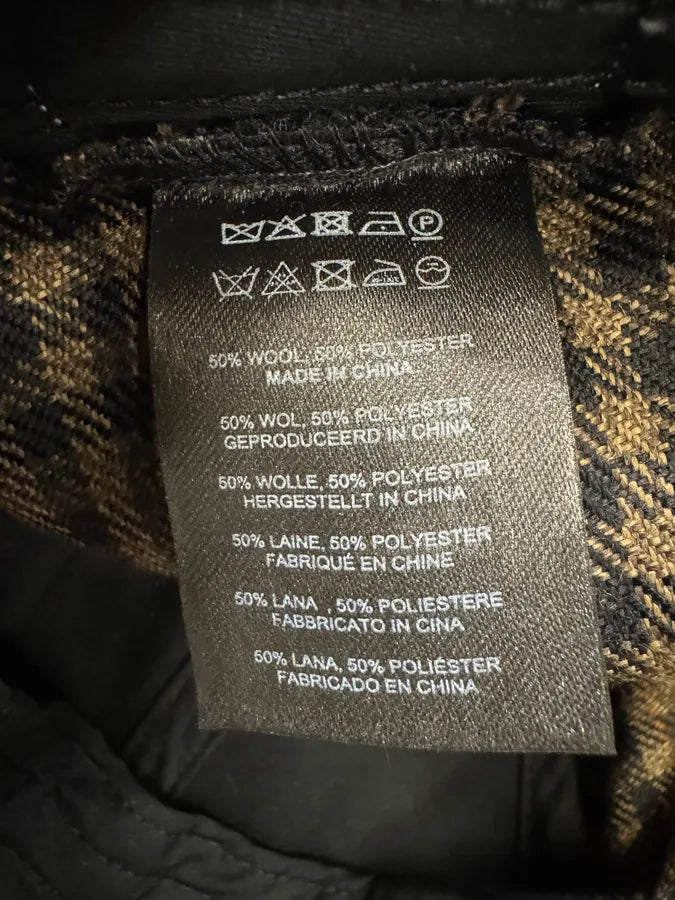 P
50% WOOL, 50% POLYESTER
MADE IN CHINA
50% WOL, 50% POLYESTER
GEPRODUCEERD IN CHINA
50% WOLLE, 50% POLYESTER
HERGESTELLT IN CHINA
50% LAINE, 50% POLYESTER
FABRIQUÉ EN CHINE
50% LANA , 50% POLIESTERE
FABBRICATO IN CINA
50% LANA, 50% POLIÉSTER
FABRICADO EN CHINA